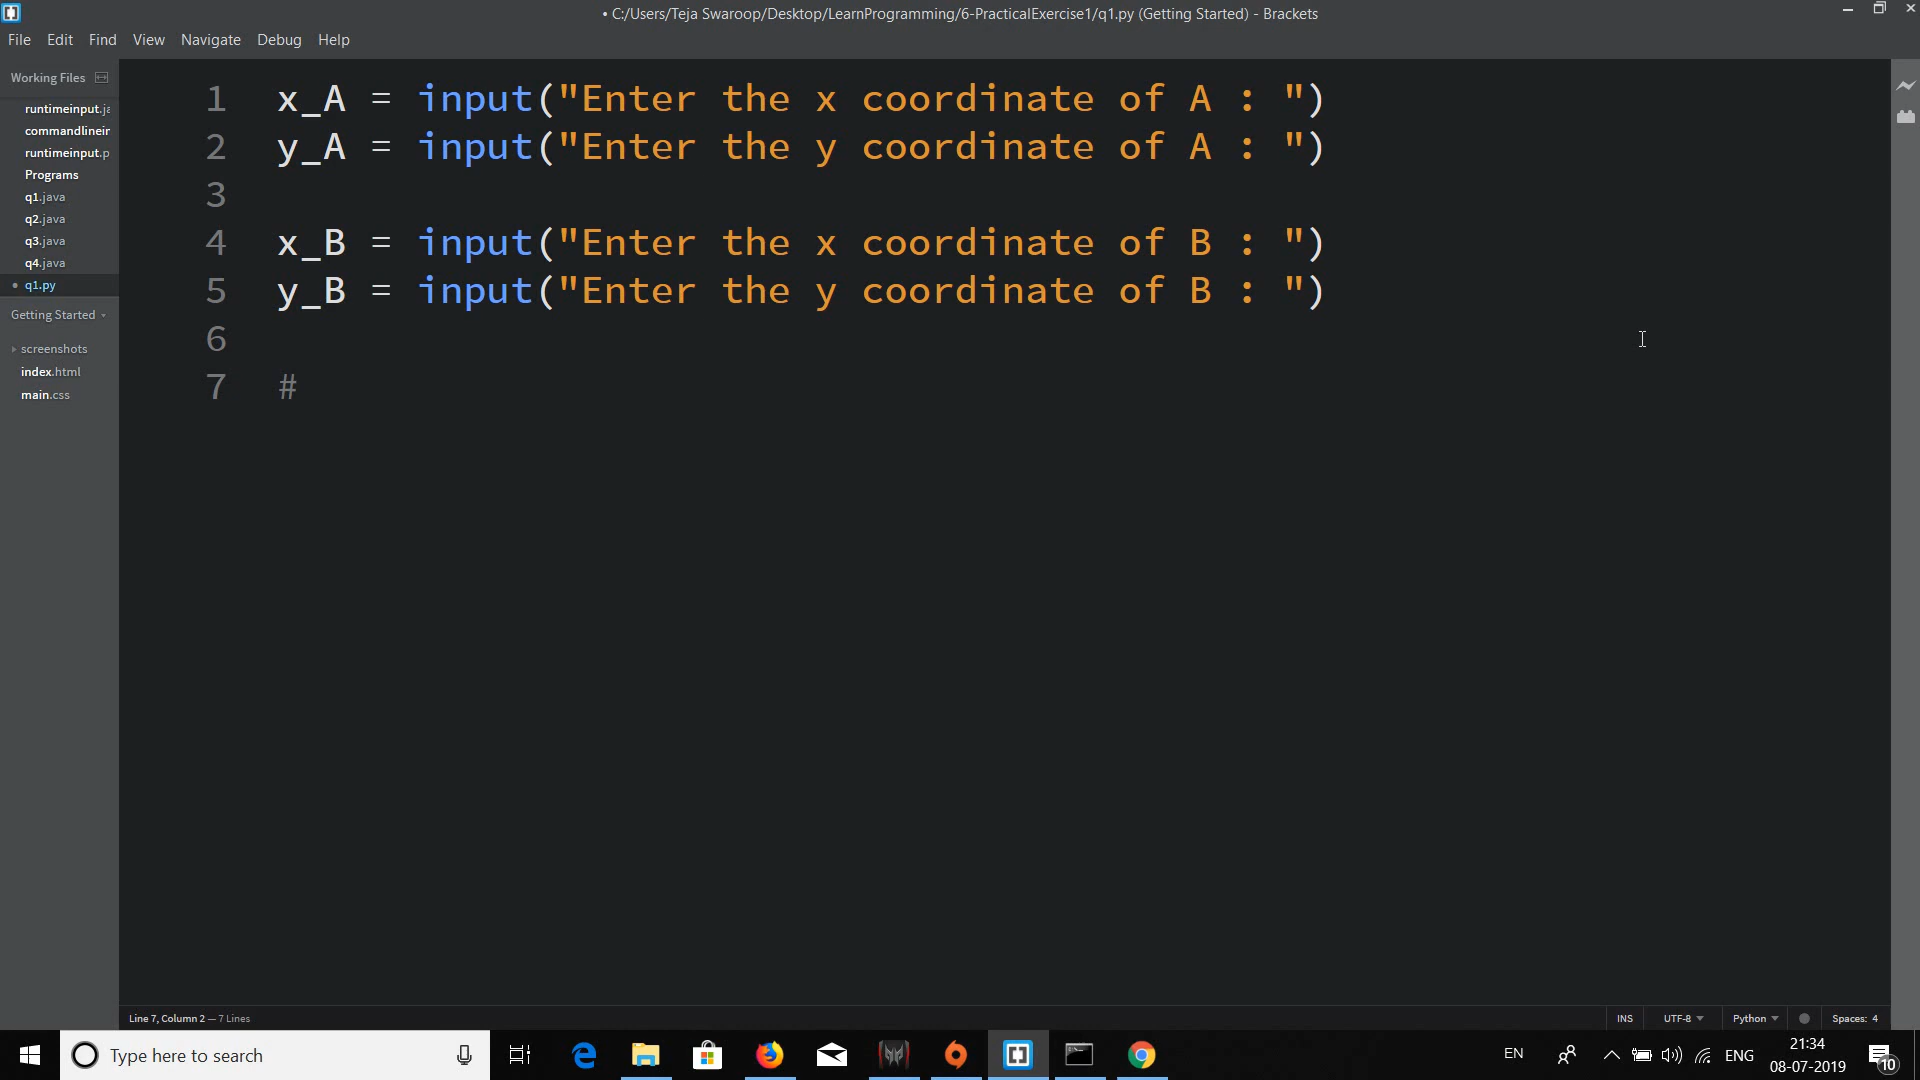 • C:/Users/Teja Swaroop/Desktop/LearnProgramming/6-PracticalExercise1/q1.py (Getting Started) - Brackets
File Edit Find View Navigate Debug Help
Working Files
runtimeinput.ja
commandlinein
runtimeinput.p
Programs
q1.java
q2.java
q3.java
q4.java
• q1.py
Getting Started
screenshots
index.html
main.css
1 x_A = input("Enter the x coordinate of A : ")
2 y_A = input("Enter the y coordinate of A : ")
3
4 x_B = input("Enter the x coordinate of B : ")
5 y_B = input("Enter the y coordinate of B : ")
6
7 #
Line 7, Column 2 — 7 Lines
INS UTF-8 Python Spaces: 4
Type here to search
EN ENG 21:34
08-07-2019
10